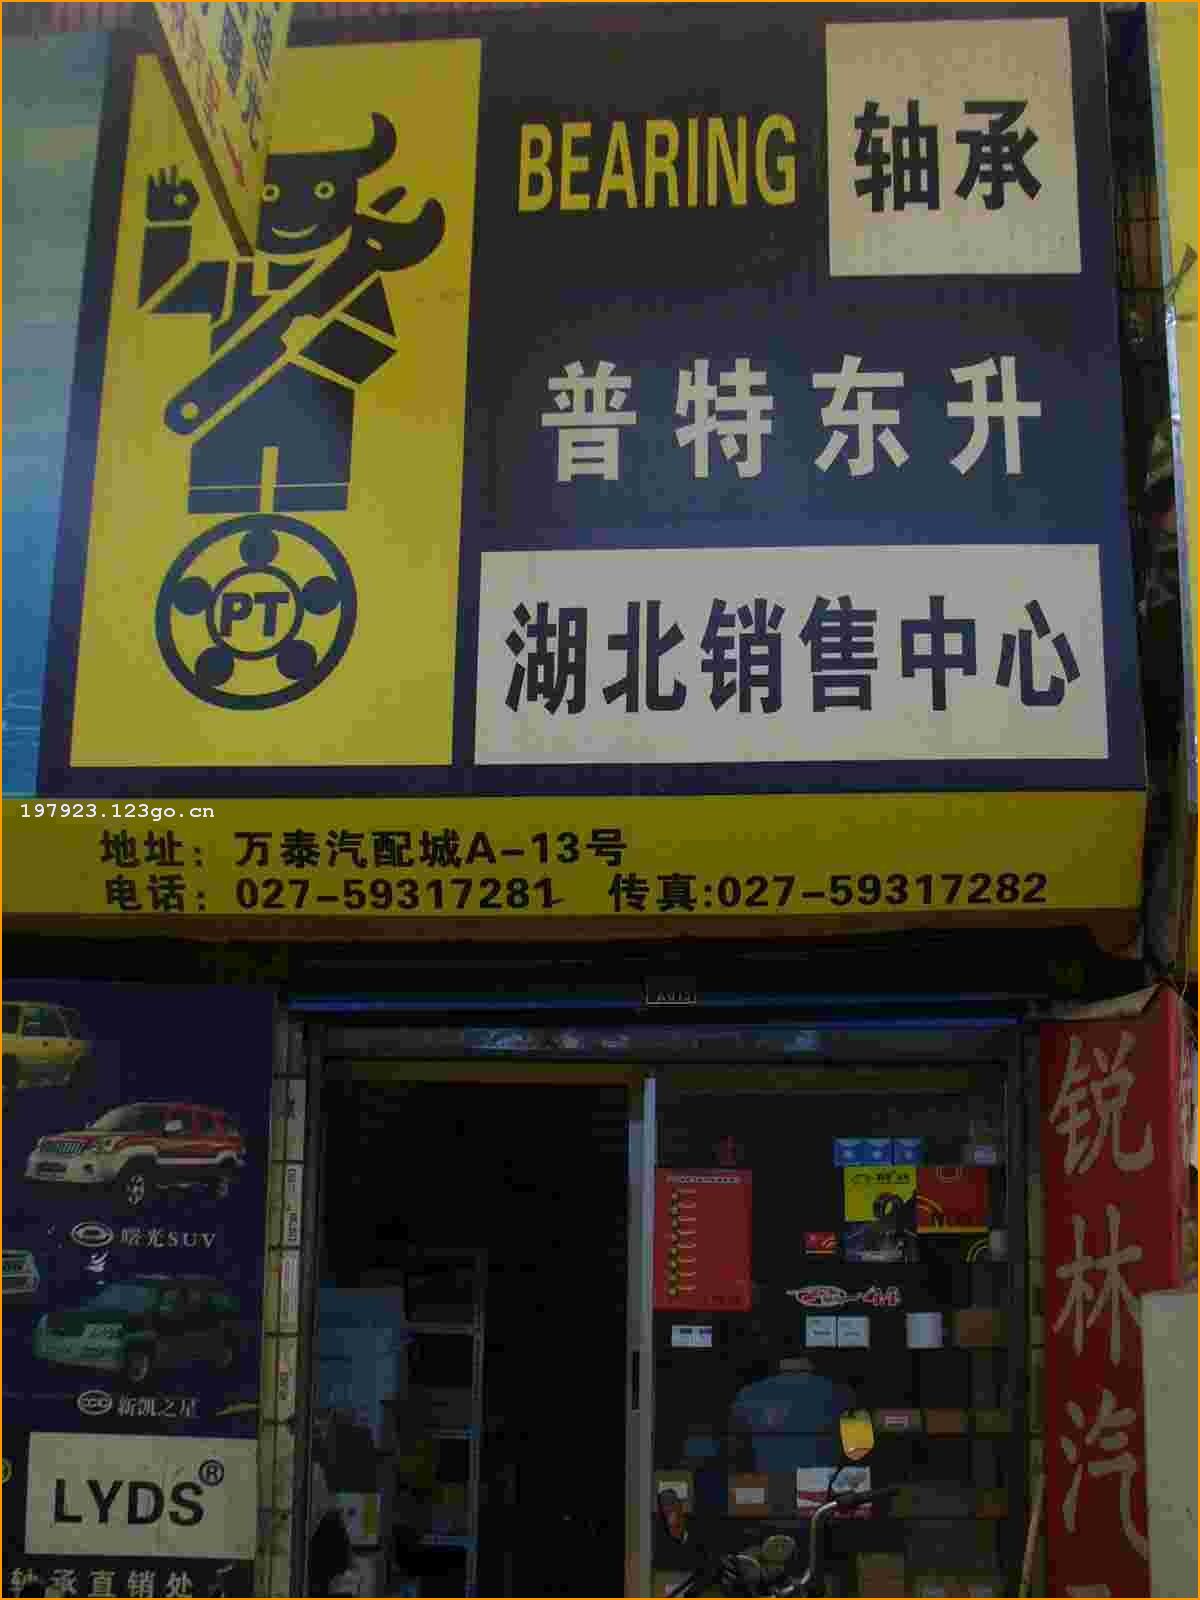 BEARING
轴承
普特东升
PT
湖北销售中心
197923.123go.cn
地址：万泰汽配城A-13号
电话：027-59317281 传真:027-59317282
A013
曙光SUV
新凯之星
LYDS®
轴承直销处
锐林汽